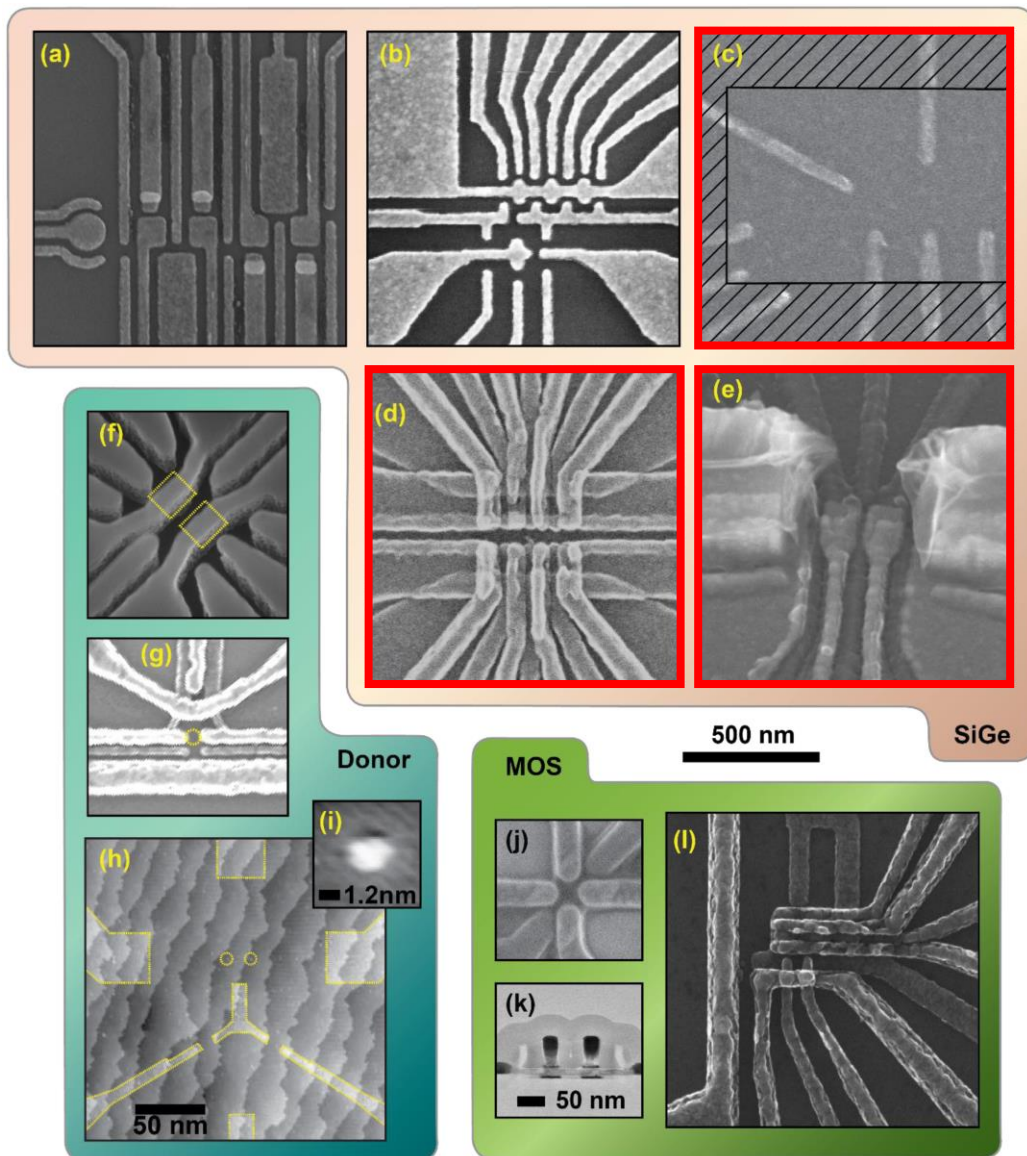 (a)
(b)
(c)
(d)
(e)
(f)
(g)
500 nm
SiGe
Donor
MOS
(i)
1.2nm
(h)
50 nm
(j)
(k)
50 nm
(l)